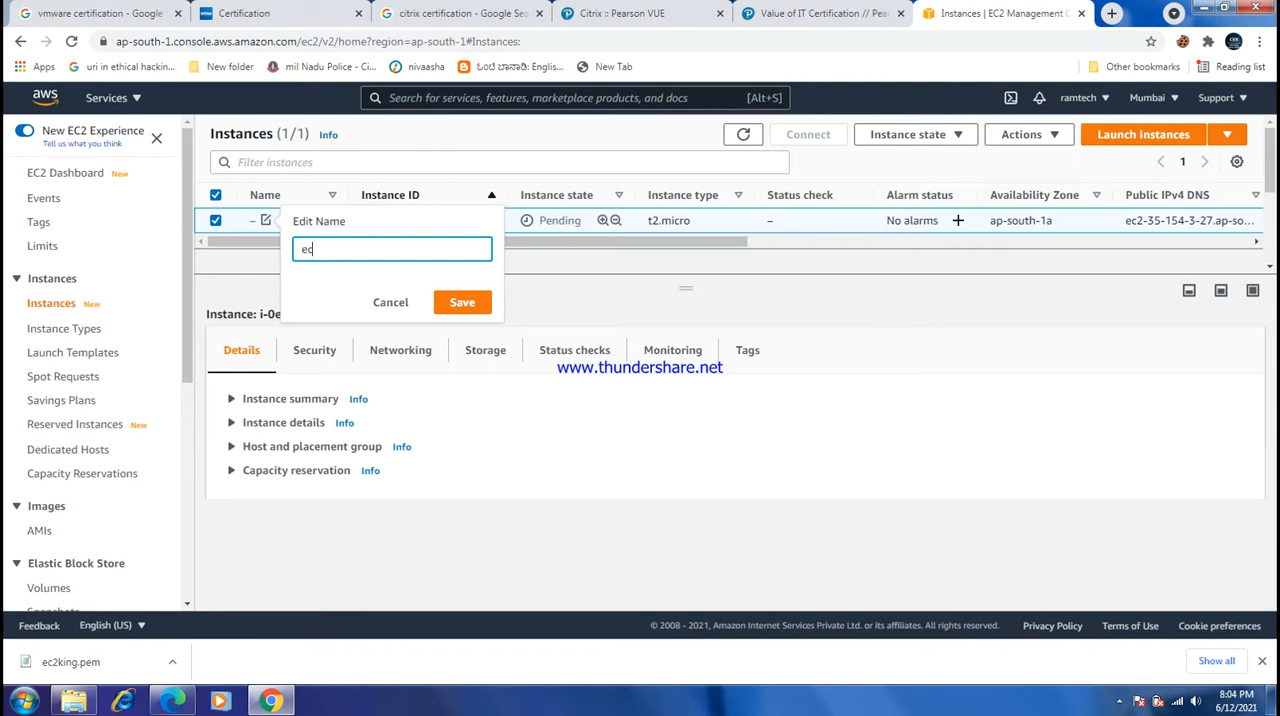 vmware certification - Google
Certification
citrix certification - Google
Citrix :: Pearson VUE
Value of IT Certification // Pea
Instances | EC2 Management C
ap-south-1.console.aws.amazon.com/ec2/v2/home?region=ap-south-1#Instances:
Apps
uri in ethical hackin...
New folder
mil Nadu Police - Ci...
nivaasha
ಓಂಟಿ ಬಾಂದಿ: Englis...
New Tab
Other bookmarks
Reading list
aws
Services
Search for services, features, marketplace products, and docs
[Alt+S]
ramtech
Mumbai
Support
New EC2 Experience
Tell us what you think
EC2 Dashboard New
Events
Tags
Limits
Instances
Instances New
Instance Types
Launch Templates
Spot Requests
Savings Plans
Reserved Instances New
Dedicated Hosts
Capacity Reservations
Images
AMIs
Elastic Block Store
Volumes
Instances (1/1) Info
Connect
Instance state
Actions
Launch instances
Filter instances
1
Name
Instance ID
Instance state
Instance type
Status check
Alarm status
Availability Zone
Public IPv4 DNS
–
Pending
t2.micro
–
No alarms
ap-south-1a
ec2-35-154-3-27.ap-so...
Edit Name
ec
Cancel
Save
Instance: i-0e
Details
Security
Networking
Storage
Status checks
Monitoring
Tags
www.thundershare.net
Instance summary Info
Instance details Info
Host and placement group Info
Capacity reservation Info
Feedback
English (US)
© 2008 - 2021, Amazon Internet Services Private Ltd. or its affiliates. All rights reserved.
Privacy Policy
Terms of Use
Cookie preferences
ec2king.pem
Show all
8:04 PM
6/12/2021